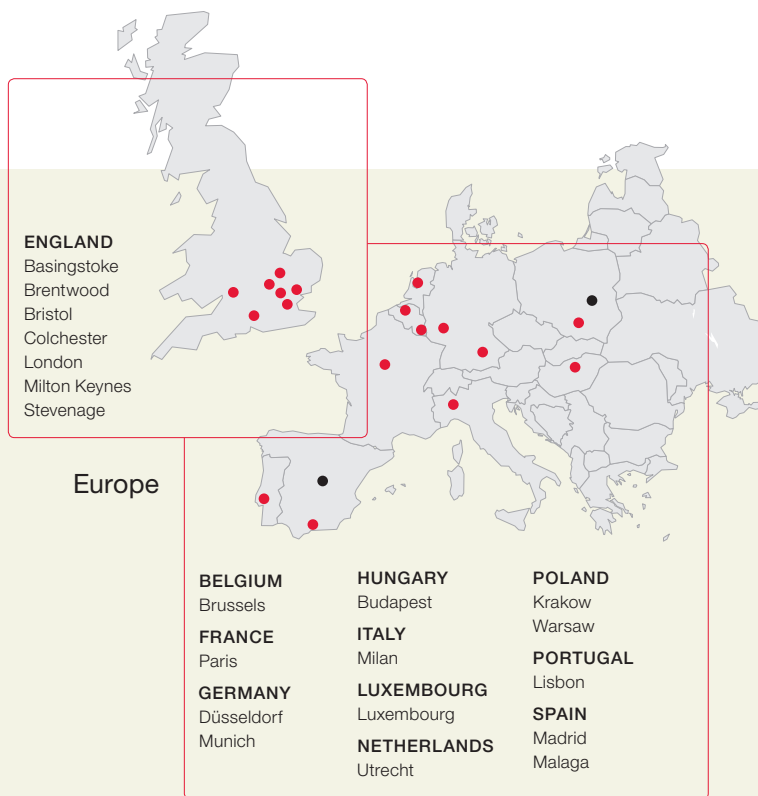 ENGLAND
Basingstoke
Brentwood
Bristol
Colchester
London
Milton Keynes
Stevenage
Europe
BELGIUM
Brussels
FRANCE
Paris
GERMANY
Düsseldorf
Munich
HUNGARY
Budapest
ITALY
Milan
LUXEMBOURG
Luxembourg
NETHERLANDS
Utrecht
POLAND
Krakow
Warsaw
PORTUGAL
Lisbon
SPAIN
Madrid
Malaga